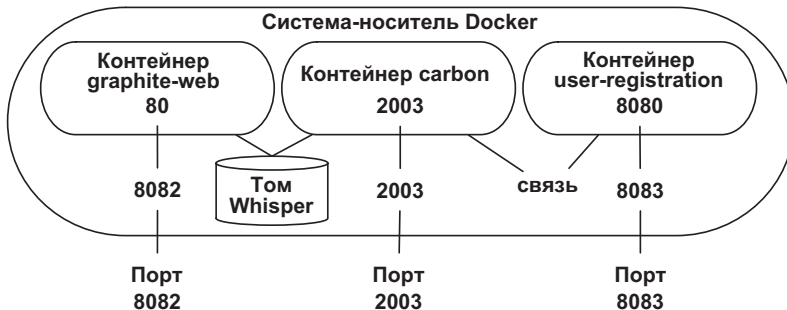 Система-носитель Docker
Контейнер
graphite-web
80
Контейнер carbon
2003
Контейнер
user-registration
8080
8082
Том
Whisper
2003
связь
8083
Порт
8082
Порт
2003
Порт
8083